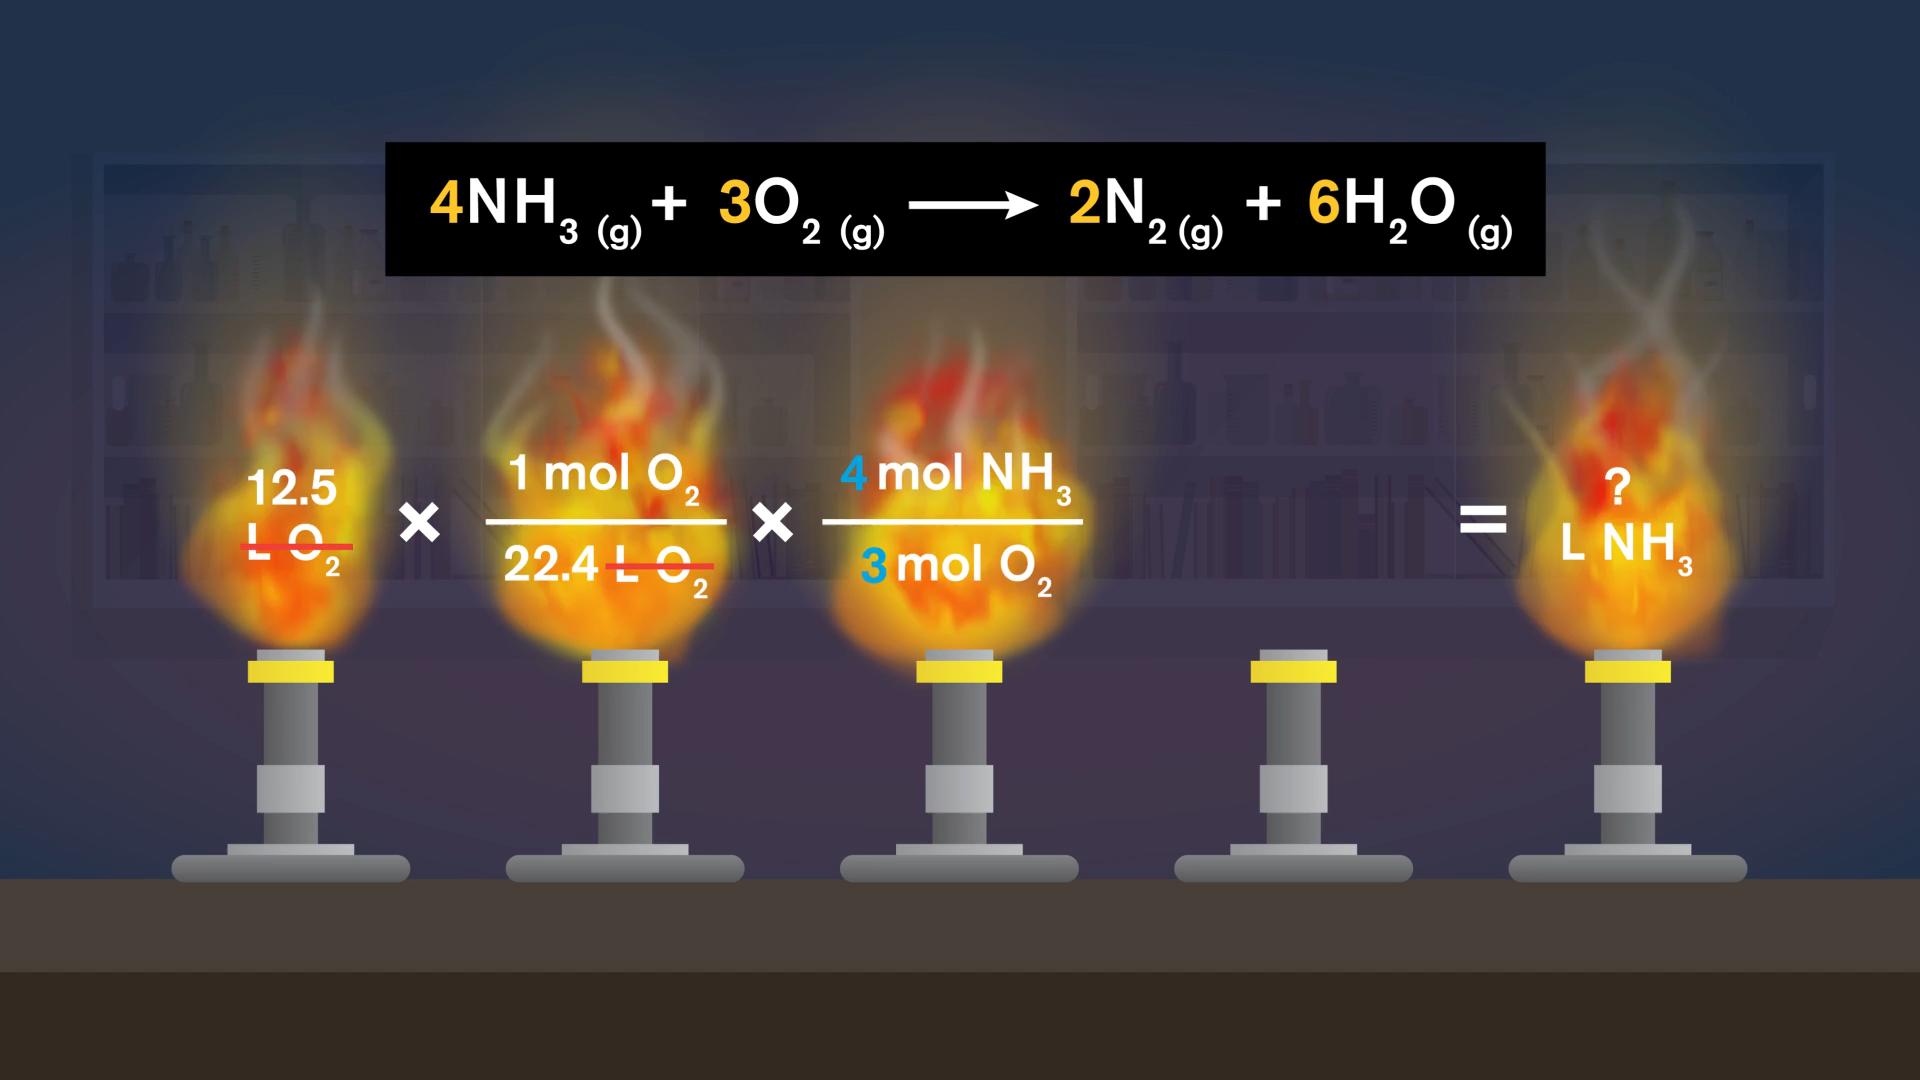 4NH₃ (g) + 3O₂ (g) ⟶ 2N₂ (g) + 6H₂O (g)
12.5
L O₂
×
1 mol O₂
22.4 L O₂
×
4 mol NH₃
3 mol O₂
=
?
L NH₃